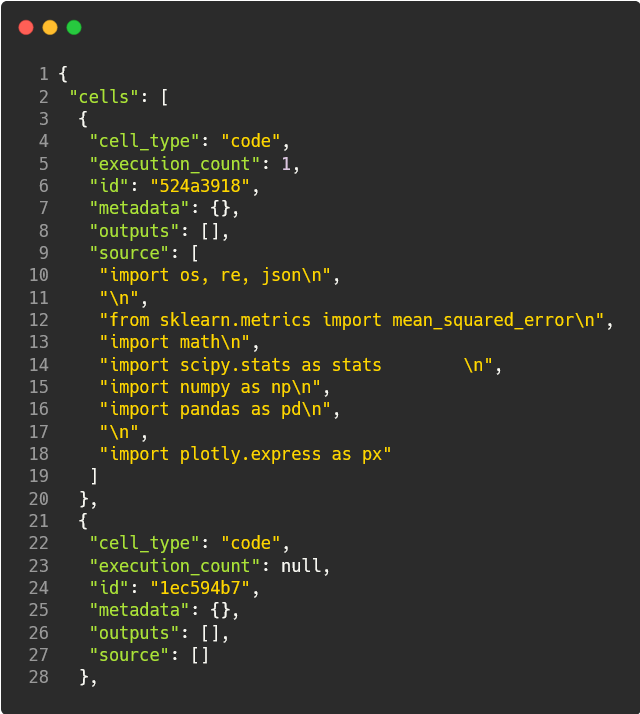 1 {
2  "cells": [
3   {
4    "cell_type": "code",
5    "execution_count": 1,
6    "id": "524a3918",
7    "metadata": {},
8    "outputs": [],
9    "source": [
10     "import os, re, json\n",
11     "\n",
12     "from sklearn.metrics import mean_squared_error\n",
13     "import math\n",
14     "import scipy.stats as stats        \n",
15     "import numpy as np\n",
16     "import pandas as pd\n",
17     "\n",
18     "import plotly.express as px"
19    ]
20   },
21   {
22    "cell_type": "code",
23    "execution_count": null,
24    "id": "1ec594b7",
25    "metadata": {},
26    "outputs": [],
27    "source": []
28   },